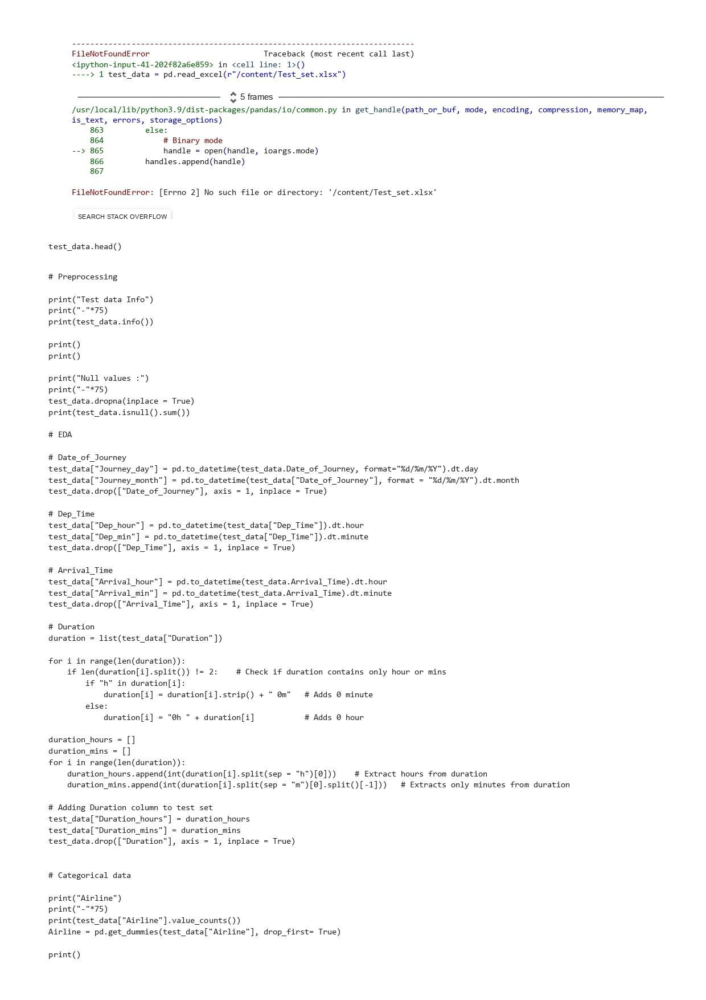 ---------------------------------------------------------------------------
FileNotFoundError                         Traceback (most recent call last)
<ipython-input-41-202f82a6e859> in <cell line: 1>()
----> 1 test_data = pd.read_excel(r"/content/Test_set.xlsx")
5 frames
/usr/local/lib/python3.9/dist-packages/pandas/io/common.py in get_handle(path_or_buf, mode, encoding, compression, memory_map,
is_text, errors, storage_options)
    863         else:
    864             # Binary mode
--> 865             handle = open(handle, ioargs.mode)
    866         handles.append(handle)
    867
FileNotFoundError: [Errno 2] No such file or directory: '/content/Test_set.xlsx'
SEARCH STACK OVERFLOW
test_data.head()
# Preprocessing
print("Test data Info")
print("-"*75)
print(test_data.info())
print()
print()
print("Null values :")
print("-"*75)
test_data.dropna(inplace = True)
print(test_data.isnull().sum())
# EDA
# Date_of_Journey
test_data["Journey_day"] = pd.to_datetime(test_data.Date_of_Journey, format="%d/%m/%Y").dt.day
test_data["Journey_month"] = pd.to_datetime(test_data["Date_of_Journey"], format = "%d/%m/%Y").dt.month
test_data.drop(["Date_of_Journey"], axis = 1, inplace = True)
# Dep_Time
test_data["Dep_hour"] = pd.to_datetime(test_data["Dep_Time"]).dt.hour
test_data["Dep_min"] = pd.to_datetime(test_data["Dep_Time"]).dt.minute
test_data.drop(["Dep_Time"], axis = 1, inplace = True)
# Arrival_Time
test_data["Arrival_hour"] = pd.to_datetime(test_data.Arrival_Time).dt.hour
test_data["Arrival_min"] = pd.to_datetime(test_data.Arrival_Time).dt.minute
test_data.drop(["Arrival_Time"], axis = 1, inplace = True)
# Duration
duration = list(test_data["Duration"])
for i in range(len(duration)):
    if len(duration[i].split()) != 2:    # Check if duration contains only hour or mins
        if "h" in duration[i]:
            duration[i] = duration[i].strip() + " 0m"   # Adds 0 minute
        else:
            duration[i] = "0h " + duration[i]           # Adds 0 hour
duration_hours = []
duration_mins = []
for i in range(len(duration)):
    duration_hours.append(int(duration[i].split(sep = "h")[0]))    # Extract hours from duration
    duration_mins.append(int(duration[i].split(sep = "m")[0].split()[-1]))   # Extracts only minutes from duration
# Adding Duration column to test set
test_data["Duration_hours"] = duration_hours
test_data["Duration_mins"] = duration_mins
test_data.drop(["Duration"], axis = 1, inplace = True)
# Categorical data
print("Airline")
print("-"*75)
print(test_data["Airline"].value_counts())
Airline = pd.get_dummies(test_data["Airline"], drop_first= True)
print()